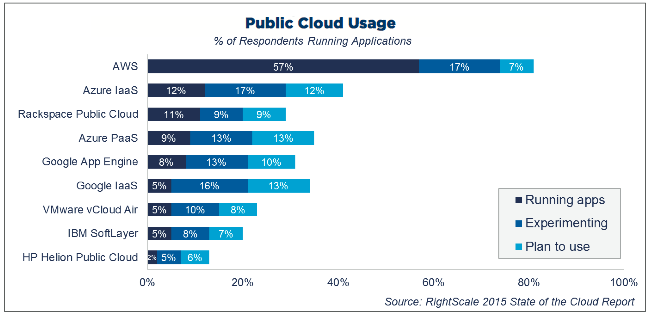 Public Cloud Usage
% of Respondents Running Applications
AWS 57% 17% 7%
Azure IaaS 12% 17% 12%
Rackspace Public Cloud 11% 9% 9%
Azure PaaS 9% 13% 13%
Google App Engine 8% 13% 10%
Google IaaS 5% 16% 13%
VMware vCloud Air 5% 10% 8%
IBM SoftLayer 5% 8% 7%
HP Helion Public Cloud 2% 5% 6%
Running apps
Experimenting
Plan to use
0% 20% 40% 60% 80% 100%
Source: RightScale 2015 State of the Cloud Report